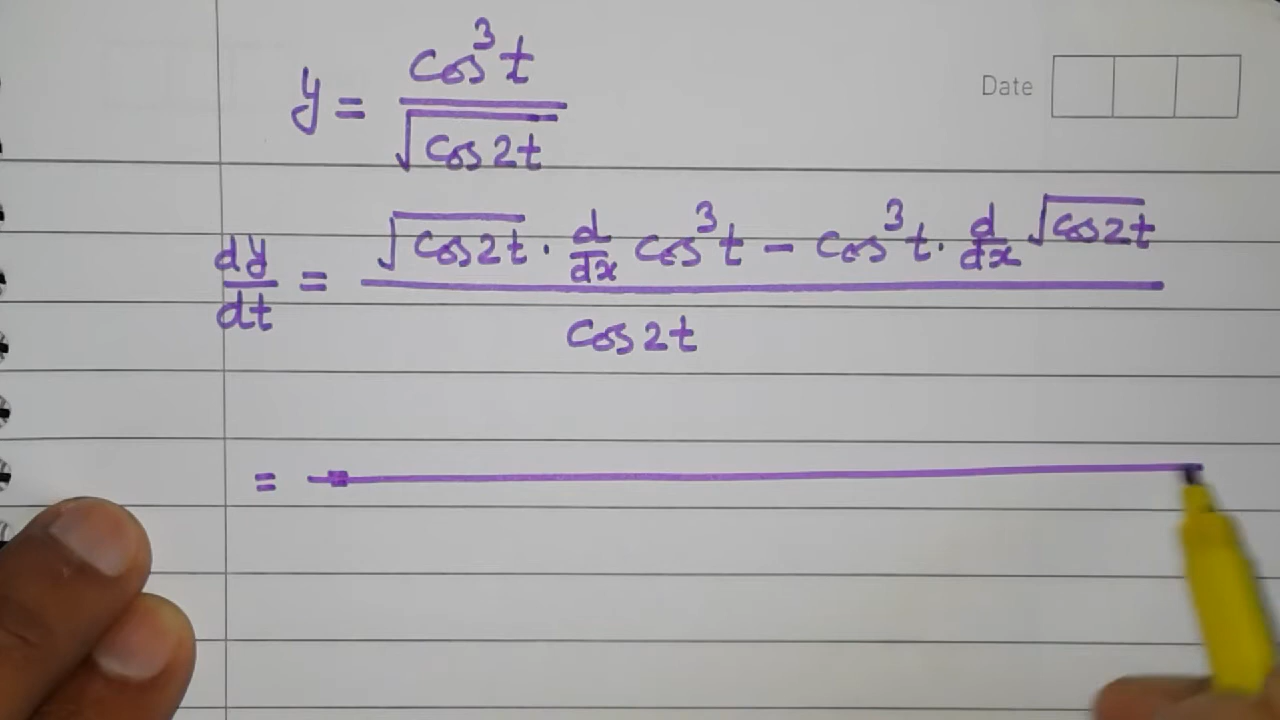 y = cos³t / √cos2t
Date
dy/dt = (√cos2t · d/dx cos³t − cos³t · d/dx √cos2t) / cos2t
=